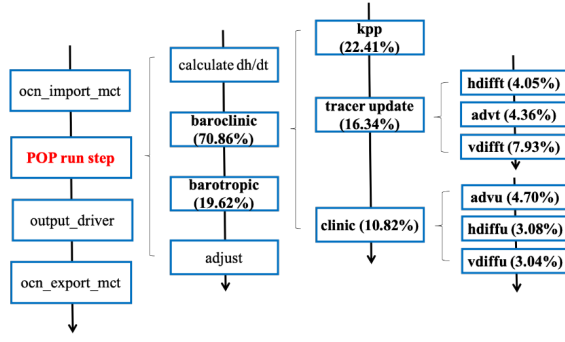 ocn_import_mct
POP run step
output_driver
ocn_export_mct
calculate dh/dt
baroclinic
(70.86%)
barotropic
(19.62%)
adjust
kpp
(22.41%)
tracer update
(16.34%)
clinic (10.82%)
hdifft (4.05%)
advt (4.36%)
vdifft (7.93%)
advu (4.70%)
hdiffu (3.08%)
vdiffu (3.04%)